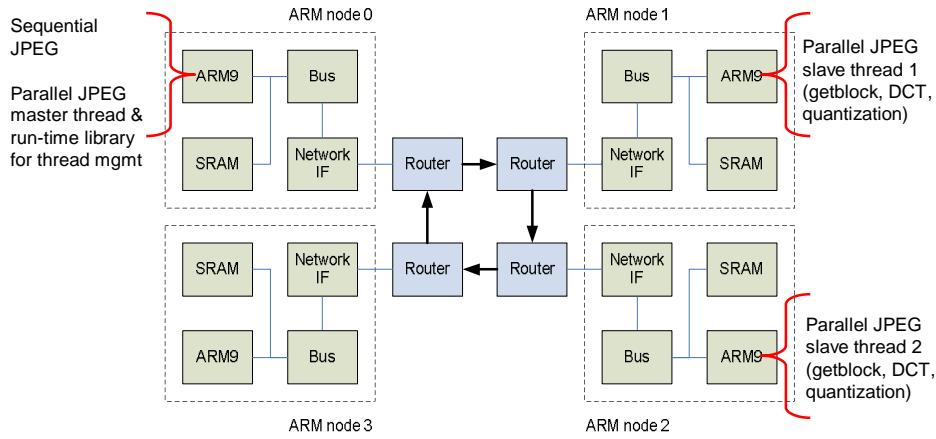 ARM node 0
ARM node 1
Sequential
JPEG
Parallel JPEG
master thread &
run-time library
for thread mgmt
ARM9
Bus
SRAM
Network
IF
Router
Router
Bus
ARM9
Network
IF
SRAM
Parallel JPEG
slave thread 1
(getblock, DCT,
quantization)
SRAM
Network
IF
Router
Router
Network
IF
SRAM
ARM9
Bus
Bus
ARM9
Parallel JPEG
slave thread 2
(getblock, DCT,
quantization)
ARM node 3
ARM node 2